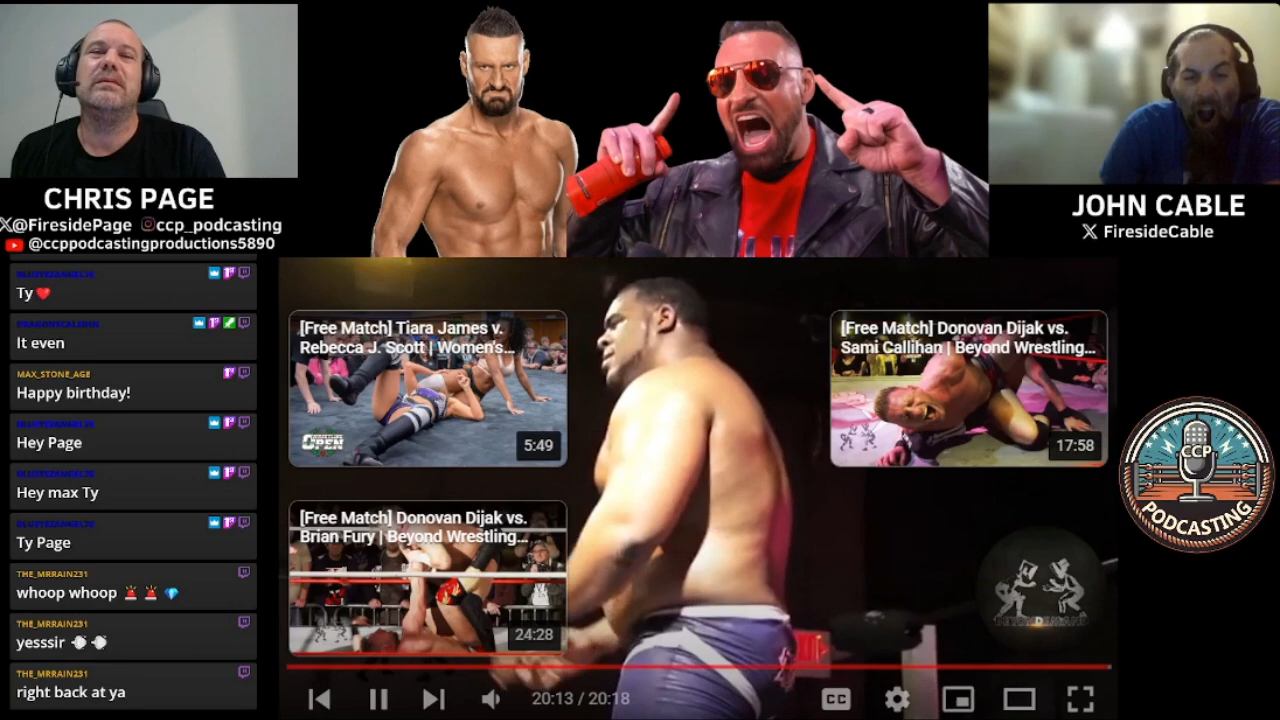 CHRIS PAGE
X@FiresidePage ccp_podcasting
@ccppodcastingproductions5890
JOHN CABLE
X FiresideCable
Ty❤️
It even
MAX_STONE_AGE
Happy birthday!
Hey Page
Hey max Ty
Ty Page
THE_MRRAIN231
whoop whoop 🚨 🚨 💎
THE_MRRAIN231
yesssir
THE_MRRAIN231
right back at ya
[Free Match] Tiara James v.
Rebecca J. Scott | Women's...
WRESTLING
OPEN
5:49
[Free Match] Donovan Dijak vs.
Sami Callihan | Beyond Wrestling...
17:58
[Free Match] Donovan Dijak vs.
Brian Fury | Beyond Wrestling...
24:28
20:13 / 20:18
CC
CCP
PODCASTING